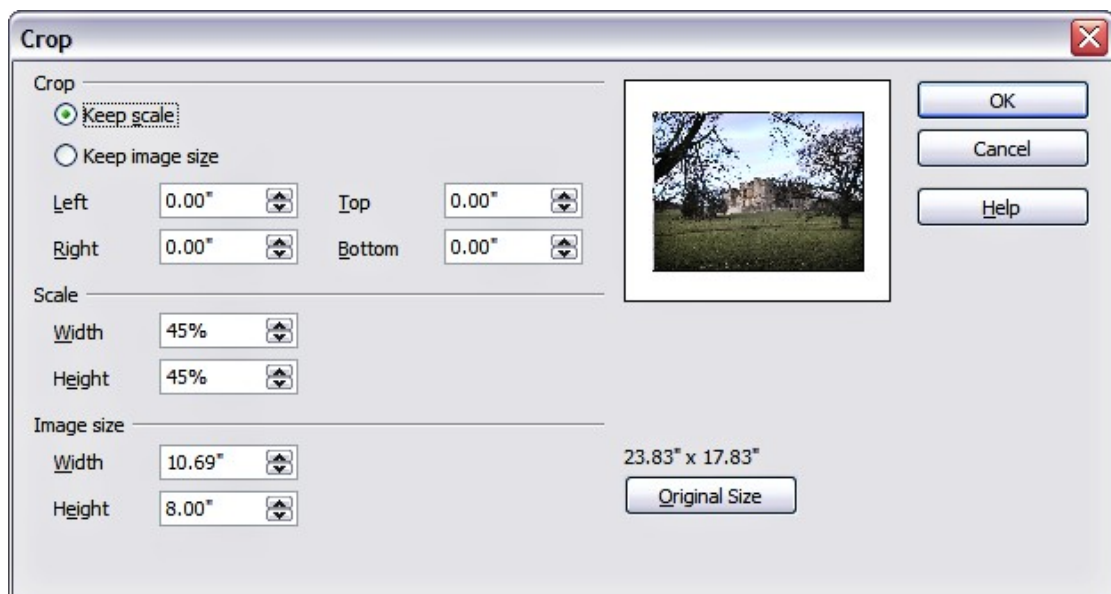 Crop
Crop
Keep scale
Keep image size
Left 0.00" Top 0.00"
Right 0.00" Bottom 0.00"
Scale
Width 45%
Height 45%
Image size
Width 10.69"
Height 8.00"
23.83" x 17.83"
Original Size
OK
Cancel
Help